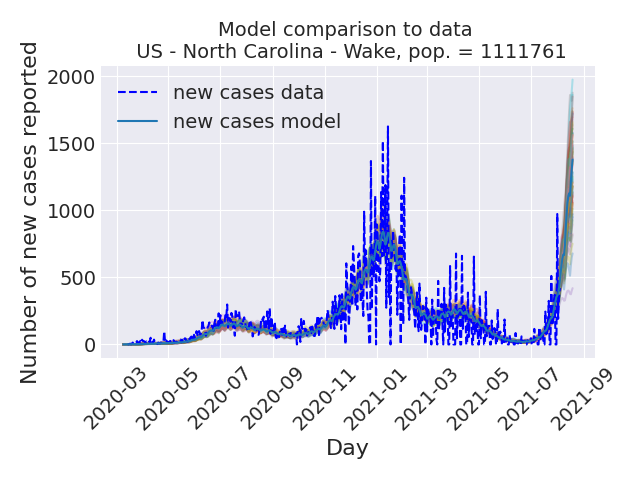 Model comparison to data
US - North Carolina - Wake, pop. = 1111761
Number of new cases reported
2000
1500
1000
500
0
new cases data
new cases model
2020-03
2020-05
2020-07
2020-09
2020-11
2021-01
2021-03
2021-05
2021-07
2021-09
Day